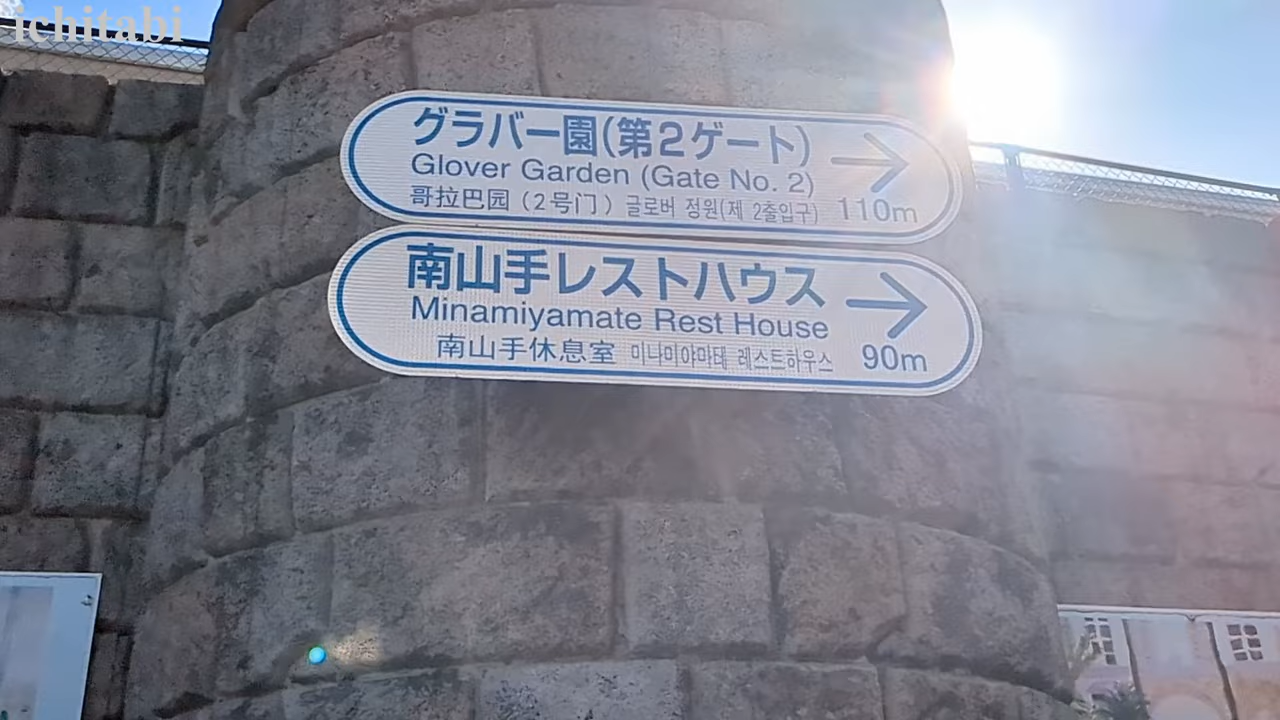 ichitabi
グラバー園(第2ゲート)
Glover Garden (Gate No. 2)
哥拉巴园（2号门）글로버 정원(제 2출입구) 110m
南山手レストハウス
Minamiyamate Rest House
南山手休息室 미나미야마테 레스트하우스 90m